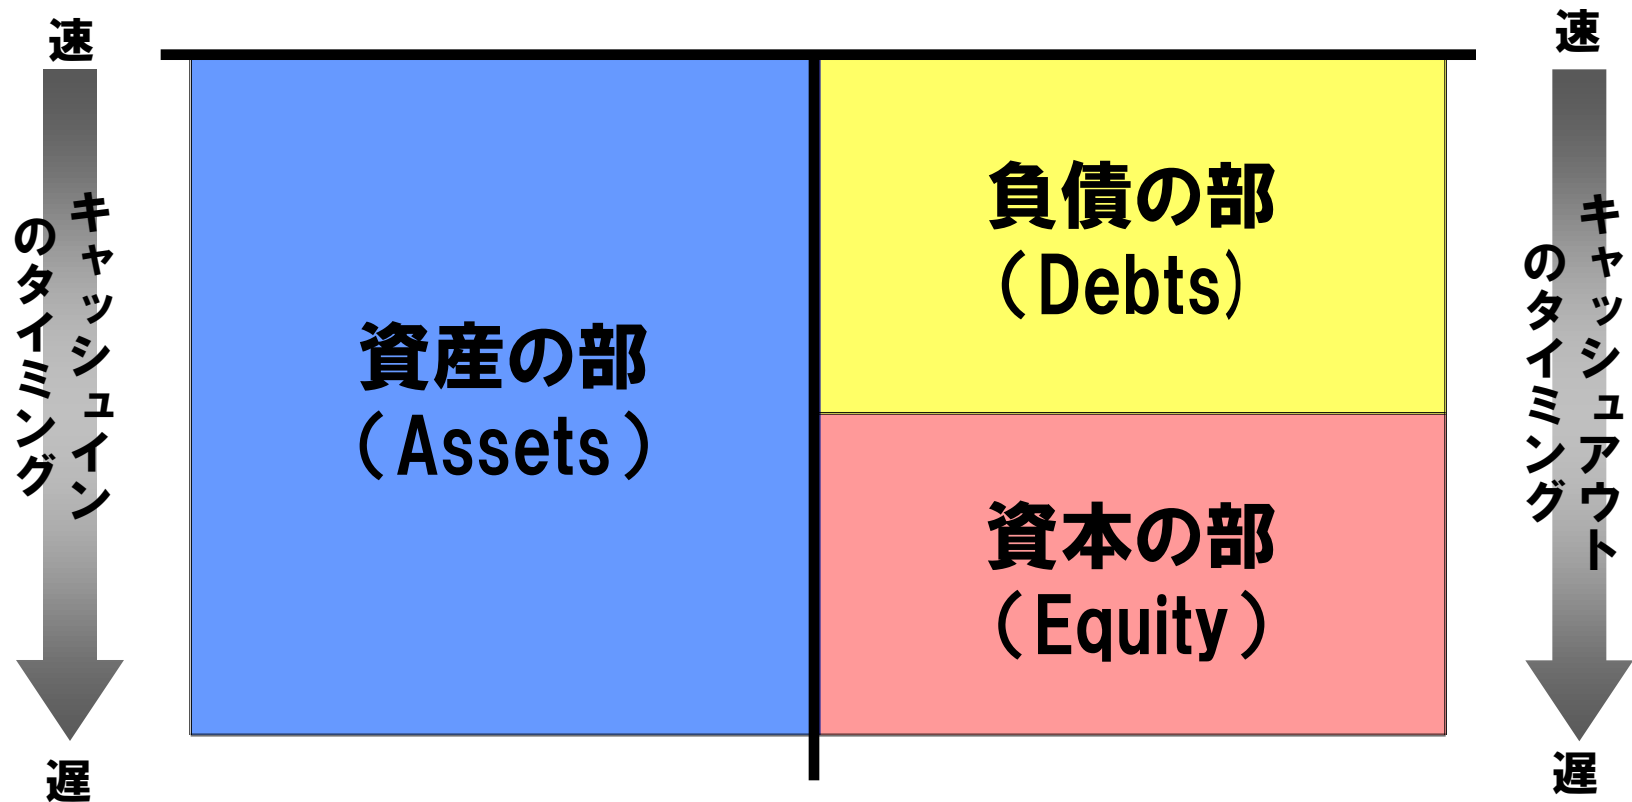 速
キャッシュイン
のタイミング
遅
資産の部
（Assets）
負債の部
（Debts)
資本の部
（Equity）
速
キャッシュアウト
のタイミング
遅